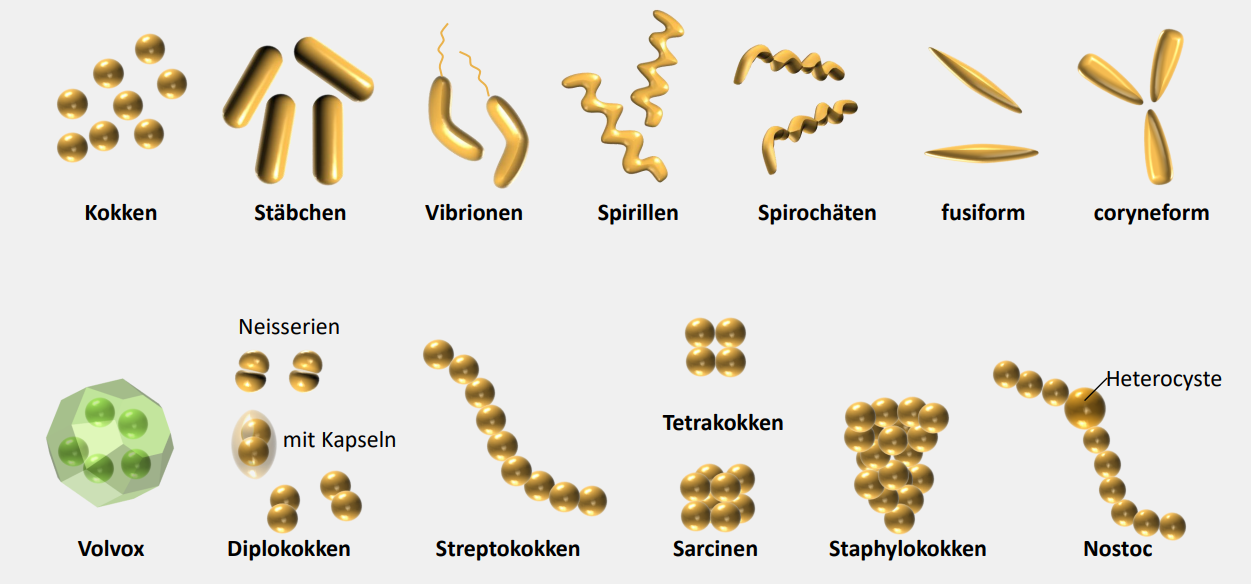 Kokken
Stäbchen
Vibrionen
Spirillen
Spirochäten
fusiform
coryneform
Neisserien
Heterocyste
Tetrakokken
mit Kapseln
Volvox
Diplokokken
Streptokokken
Sarcinen
Staphylokokken
Nostoc